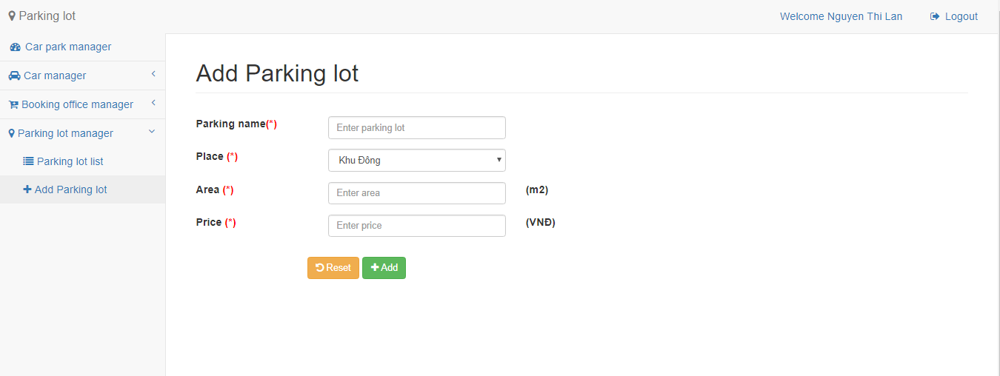 Parking lot
Welcome Nguyen Thi Lan Logout
Car park manager
Car manager
Booking office manager
Parking lot manager
Parking lot list
Add Parking lot
Add Parking lot
Parking name(*) Enter parking lot
Place (*) Khu Đông
Area (*) Enter area (m2)
Price (*) Enter price (VNĐ)
Reset Add